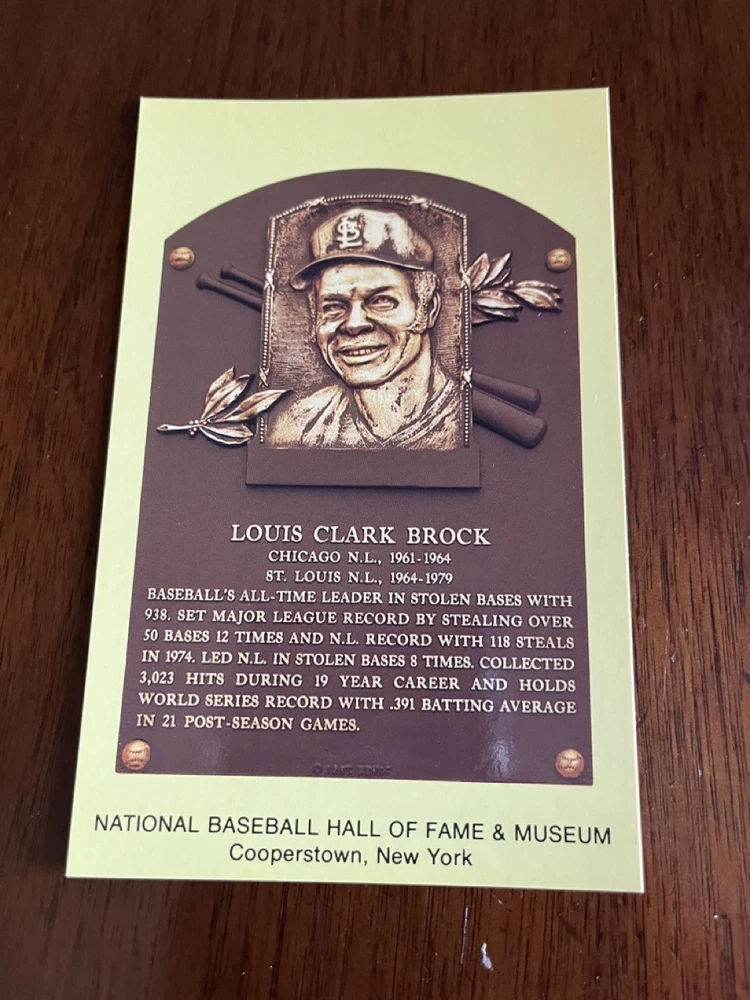 STL
LOUIS CLARK BROCK
CHICAGO N.L., 1961-1964
ST. LOUIS N.L., 1964-1979
BASEBALL'S ALL-TIME LEADER IN STOLEN BASES WITH
938. SET MAJOR LEAGUE RECORD BY STEALING OVER
50 BASES 12 TIMES AND N.L. RECORD WITH 118 STEALS
IN 1974. LED N.L. IN STOLEN BASES 8 TIMES. COLLECTED
3,023 HITS DURING 19 YEAR CAREER AND HOLDS
WORLD SERIES RECORD WITH .391 BATTING AVERAGE
IN 21 POST-SEASON GAMES.
NATIONAL BASEBALL HALL OF FAME & MUSEUM
Cooperstown, New York